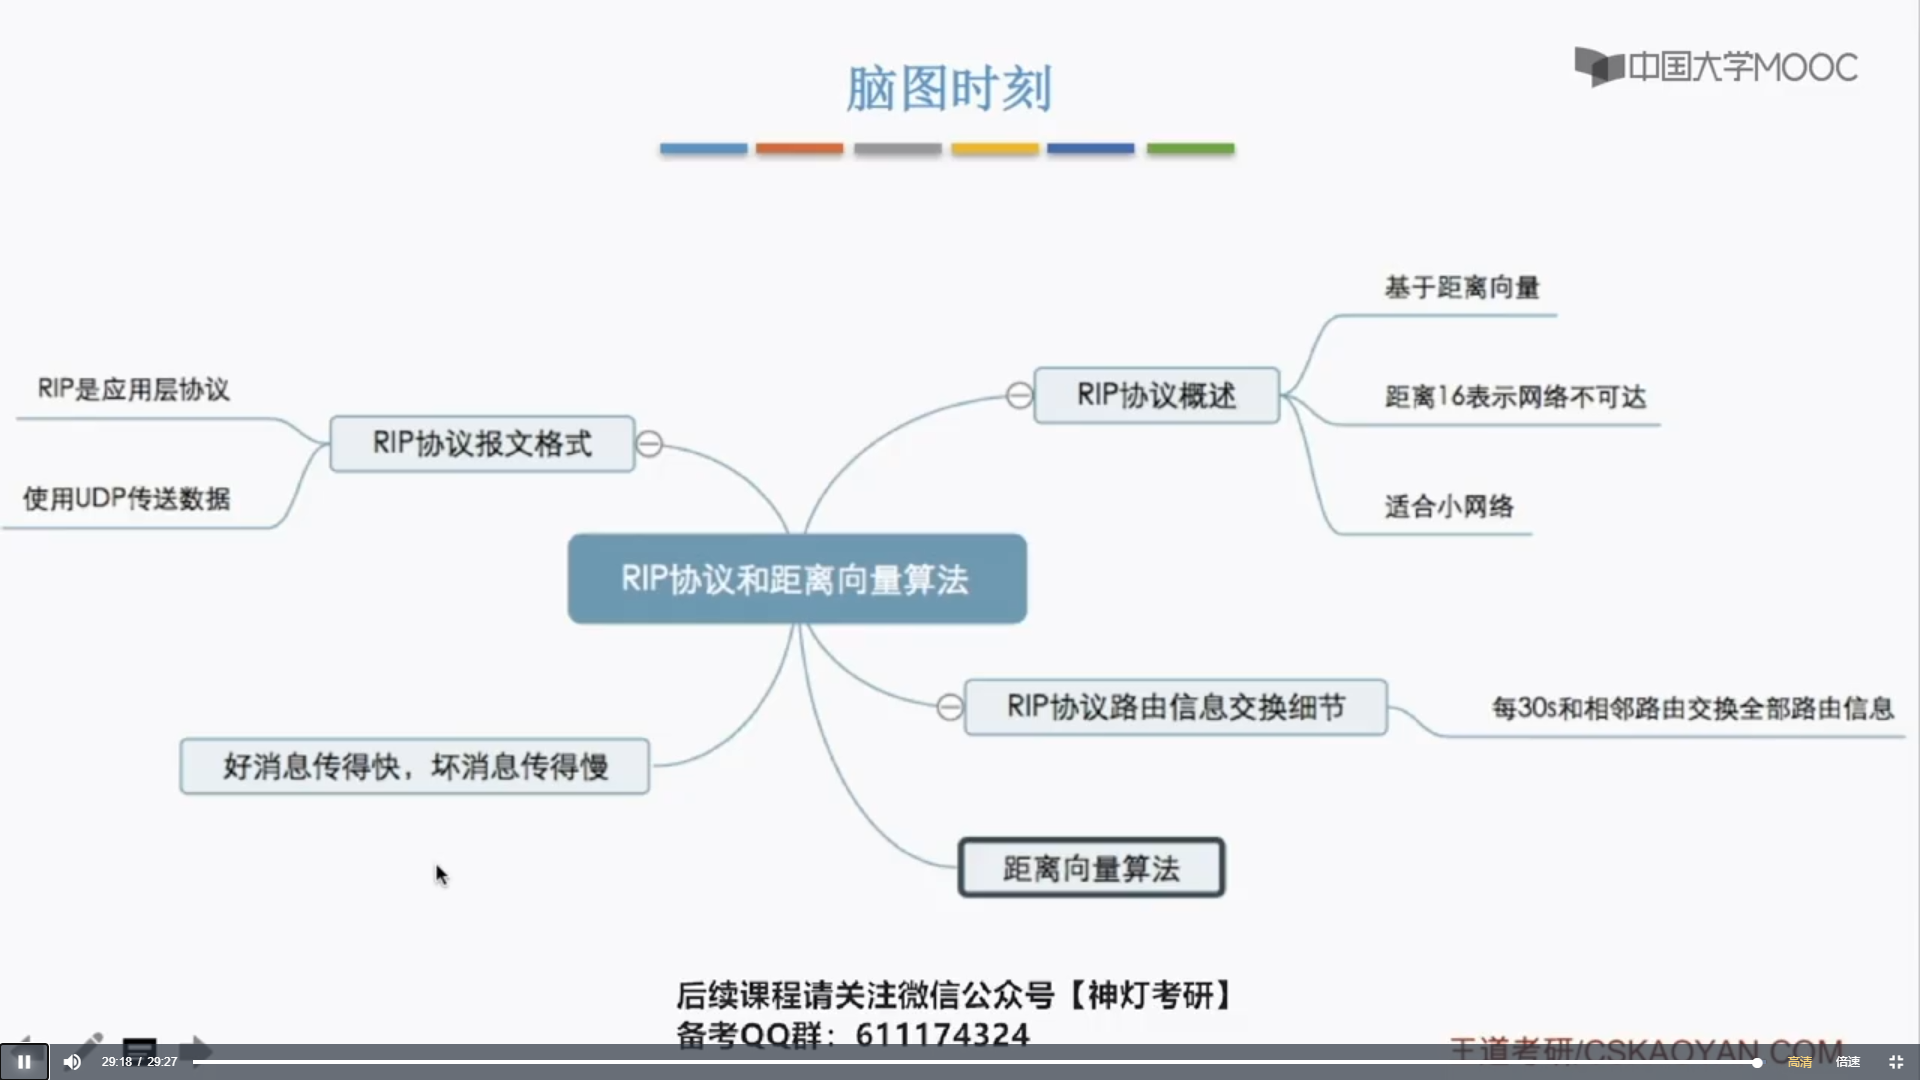 脑图时刻
中国大学MOOC
基于距离向量
RIP协议概述
距离16表示网络不可达
适合小网络
RIP是应用层协议
RIP协议报文格式
使用UDP传送数据
RIP协议和距离向量算法
RIP协议路由信息交换细节
每30s和相邻路由交换全部路由信息
好消息传得快，坏消息传得慢
距离向量算法
后续课程请关注微信公众号【神灯考研】
备考QQ群：611174324
王道考研/CSKAOYAN.COM
29:18 / 29:27
高清
倍速